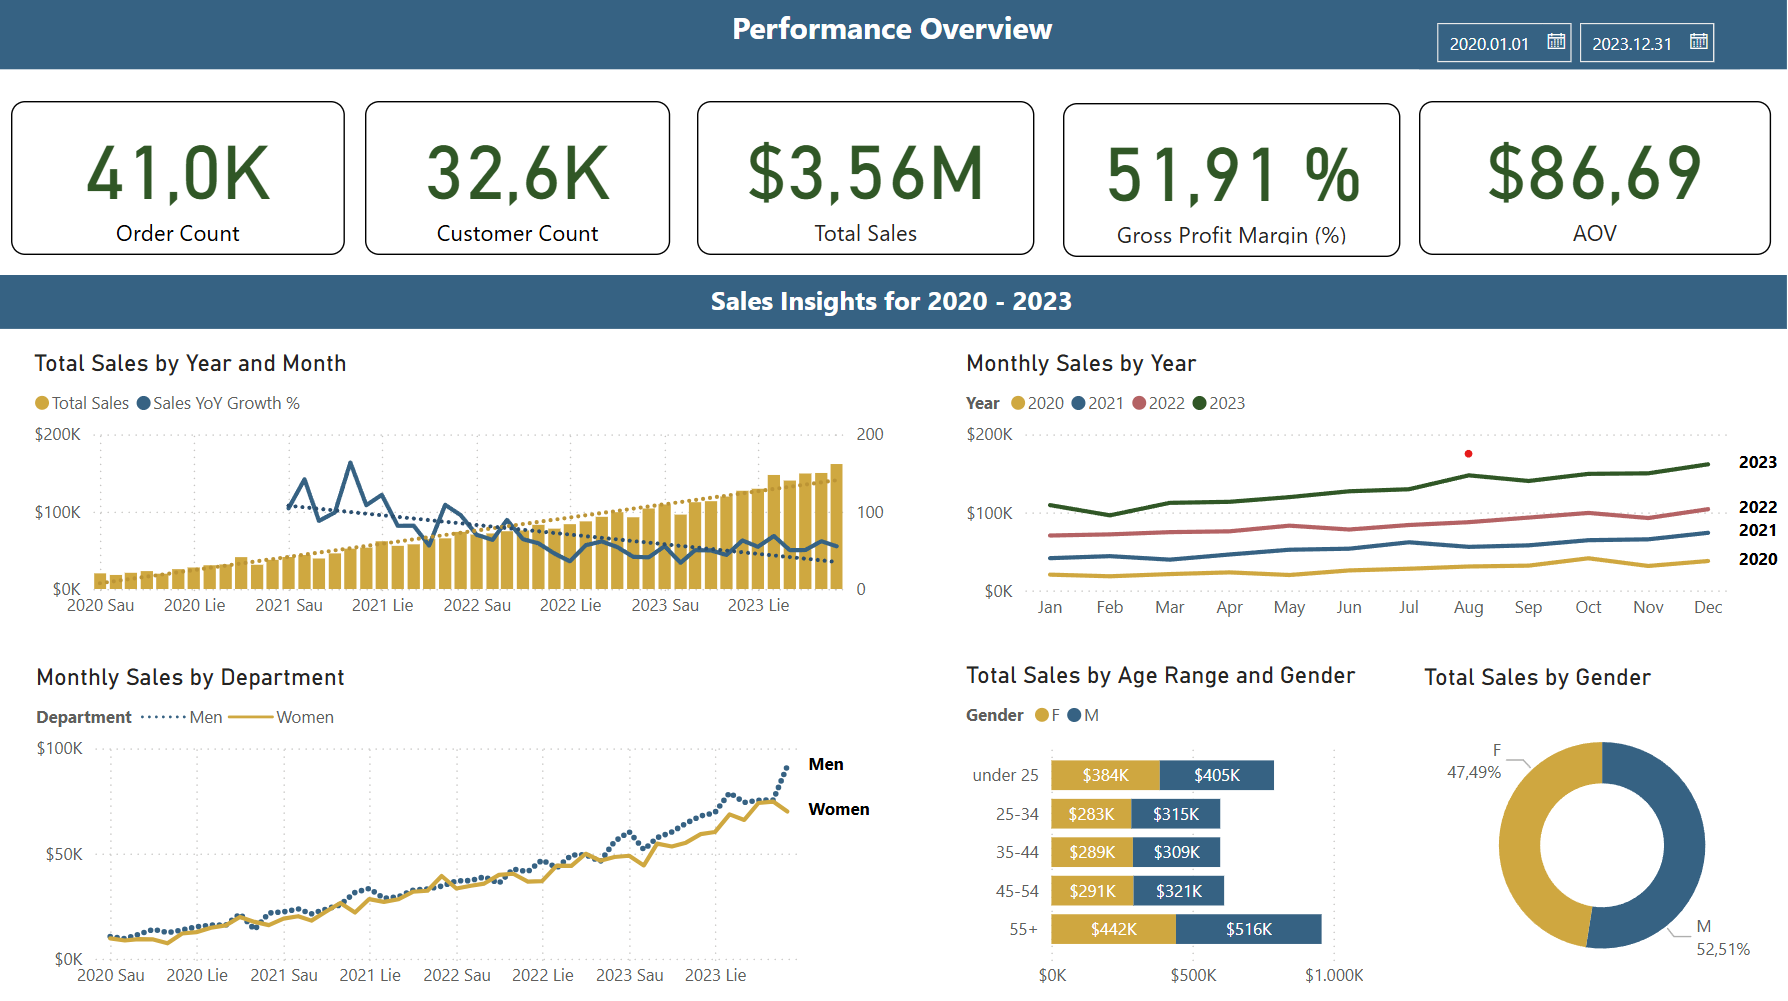 Performance Overview
2020.01.01
2023.12.31
41,0K
Order Count
32,6K
Customer Count
$3,56M
Total Sales
51,91 %
Gross Profit Margin (%)
$86,69
AOV
Sales Insights for 2020 - 2023
Total Sales by Year and Month
Total Sales Sales YoY Growth %
$200K
$100K
$0K
200
100
0
2020 Sau 2020 Lie 2021 Sau 2021 Lie 2022 Sau 2022 Lie 2023 Sau 2023 Lie
Monthly Sales by Year
Year 2020 2021 2022 2023
$200K
$100K
$0K
2023
2022
2021
2020
Jan Feb Mar Apr May Jun Jul Aug Sep Oct Nov Dec
Monthly Sales by Department
Department Men Women
$100K
$50K
$0K
Men
Women
2020 Sau 2020 Lie 2021 Sau 2021 Lie 2022 Sau 2022 Lie 2023 Sau 2023 Lie
Total Sales by Age Range and Gender
Gender F M
under 25 $384K $405K
25-34 $283K $315K
35-44 $289K $309K
45-54 $291K $321K
55+ $442K $516K
$0K $500K $1.000K
Total Sales by Gender
F
47,49%
M
52,51%